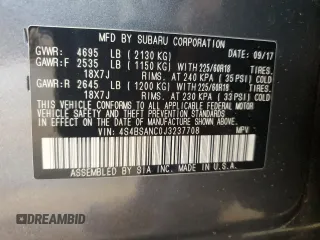 MFD BY SUBARU CORPORATION 09/17
GVWR: 4695 LB (2130 KG)
GAWR:F 2535 LB (1150 KG) WITH 225/60R18 TIRES,
18X7J RIMS, AT 240 KPA (35 PSI) COLD
GAWR:R 2645 LB (1200 KG) WITH 225/60R18 TIRES,
18X7J RIMS, AT 230 KPA (33 PSI) COLD
THIS VEHICLE CONFORMS TO ALL APPLICABLE
FEDERAL MOTOR VEHICLE SAFETY, BUMPER, AND
THEFT PREVENTION STANDARDS IN EFFECT ON
THE DATE OF MANUFACTURE SHOWN ABOVE.
VIN: 4S4BSANC0J3237708 MPV
ASSEMBLED BY SIA INC. MADE IN U.S.A.
DREAMBID